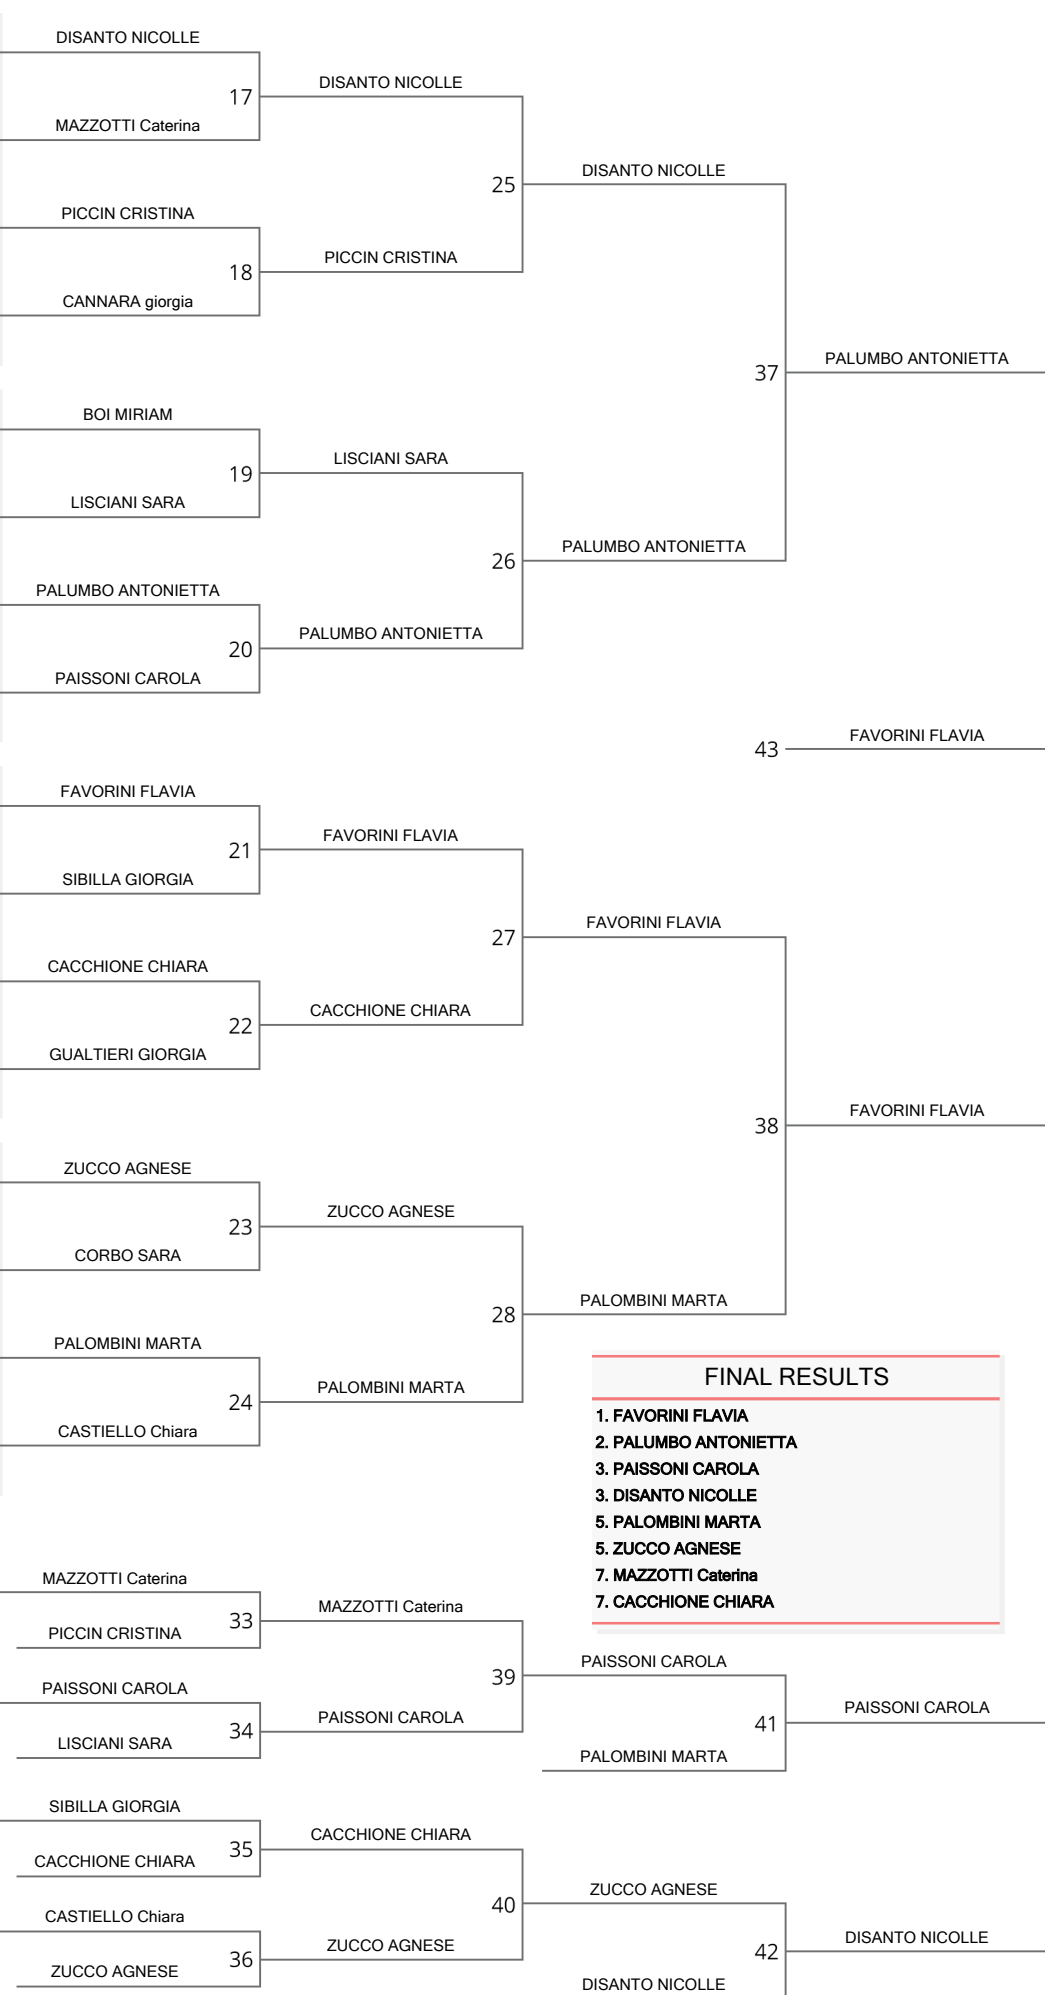 DISANTO NICOLLE
17
DISANTO NICOLLE
MAZZOTTI Caterina
25
DISANTO NICOLLE
PICCIN CRISTINA
18
PICCIN CRISTINA
CANNARA giorgia
37
PALUMBO ANTONIETTA
BOI MIRIAM
19
LISCIANI SARA
LISCIANI SARA
26
PALUMBO ANTONIETTA
PALUMBO ANTONIETTA
20
PALUMBO ANTONIETTA
PAISSONI CAROLA
43
FAVORINI FLAVIA
FAVORINI FLAVIA
21
FAVORINI FLAVIA
SIBILLA GIORGIA
27
FAVORINI FLAVIA
CACCHIONE CHIARA
22
CACCHIONE CHIARA
GUALTIERI GIORGIA
38
FAVORINI FLAVIA
ZUCCO AGNESE
23
ZUCCO AGNESE
CORBO SARA
28
PALOMBINI MARTA
PALOMBINI MARTA
24
PALOMBINI MARTA
CASTIELLO Chiara
FINAL RESULTS
1. FAVORINI FLAVIA
2. PALUMBO ANTONIETTA
3. PAISSONI CAROLA
3. DISANTO NICOLLE
5. PALOMBINI MARTA
5. ZUCCO AGNESE
7. MAZZOTTI Caterina
7. CACCHIONE CHIARA
MAZZOTTI Caterina
33
MAZZOTTI Caterina
PICCIN CRISTINA
39
PAISSONI CAROLA
PAISSONI CAROLA
34
PAISSONI CAROLA
LISCIANI SARA
41
PAISSONI CAROLA
PALOMBINI MARTA
SIBILLA GIORGIA
35
CACCHIONE CHIARA
CACCHIONE CHIARA
40
ZUCCO AGNESE
CASTIELLO Chiara
36
ZUCCO AGNESE
ZUCCO AGNESE
42
DISANTO NICOLLE
DISANTO NICOLLE